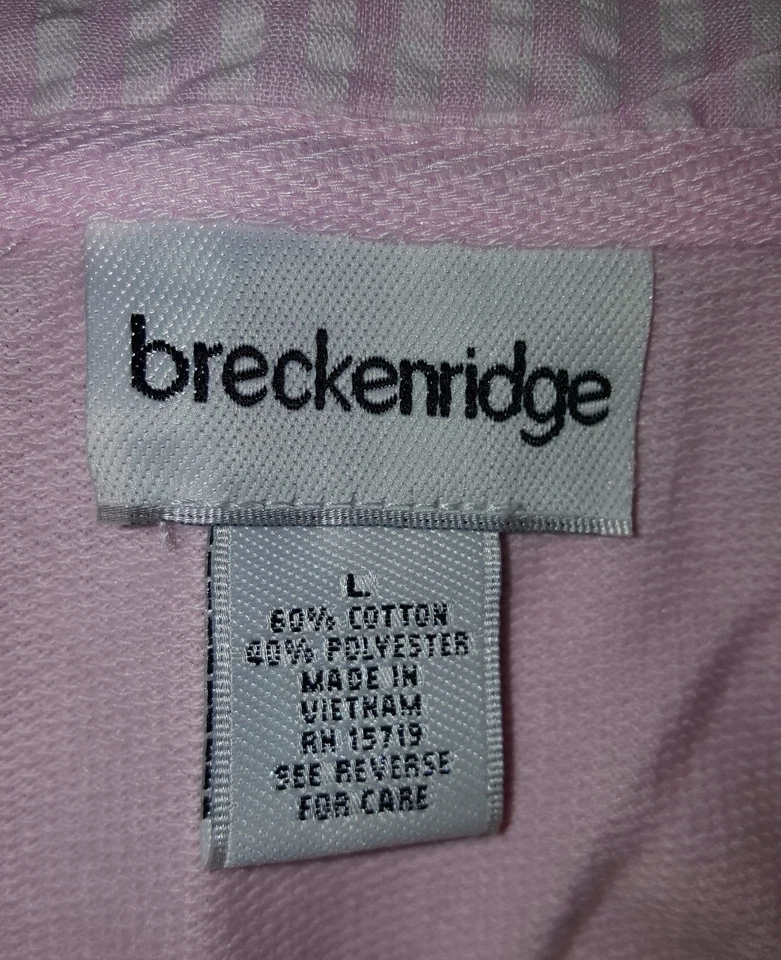 breckenridge
L
60% COTTON
40% POLYESTER
MADE IN
VIETNAM
RN 15719
SEE REVERSE
FOR CARE